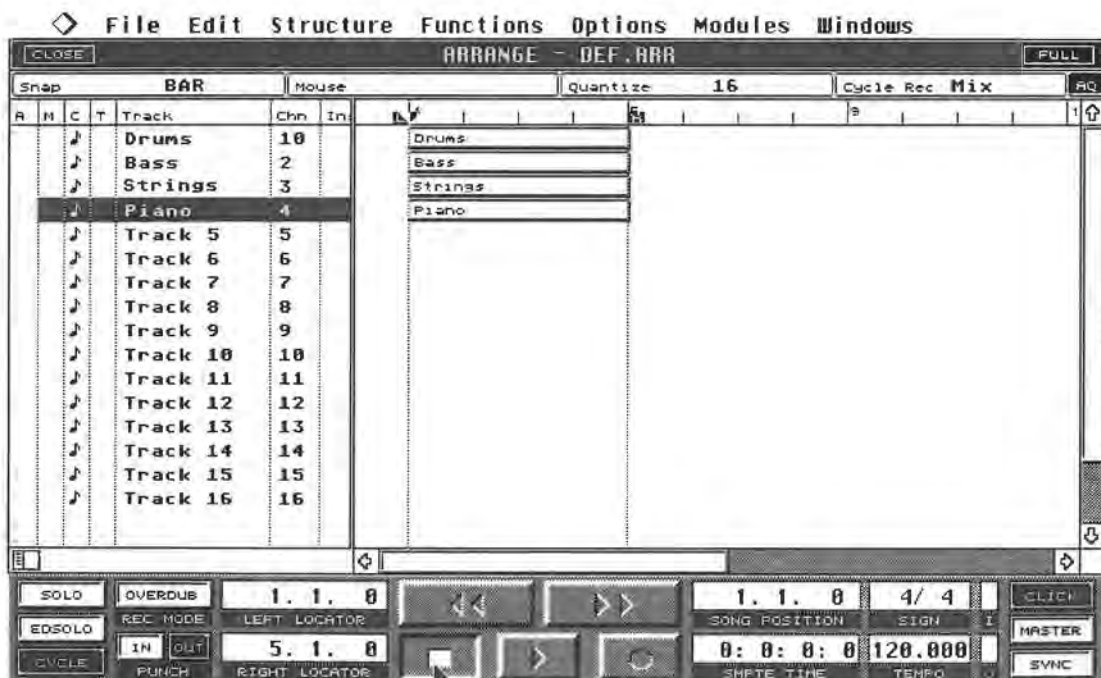 File Edit Structure Functions Options Modules Windows
CLOSE ARRANGE - DEF.ARR FULL
Snap BAR Mouse Quantize 16 Cycle Rec Mix AQ
A M C T Track Chn Ins 5 9 1
Drums 10 Drums
Bass 2 Bass
Strings 3 Strings
Piano 4 Piano
Track 5 5
Track 6 6
Track 7 7
Track 8 8
Track 9 9
Track 10 10
Track 11 11
Track 12 12
Track 13 13
Track 14 14
Track 15 15
Track 16 16
SOLO OVERDUB 1. 1. 0 << >> 1. 1. 0 4/ 4 CLICK
REC MODE LEFT LOCATOR SONG POSITION SIGN
EDSOLO MASTER
IN OUT 5. 1. 0 0: 0: 0: 0 120.000
CYCLE PUNCH RIGHT LOCATOR SMPTE TIME TEMPO SYNC